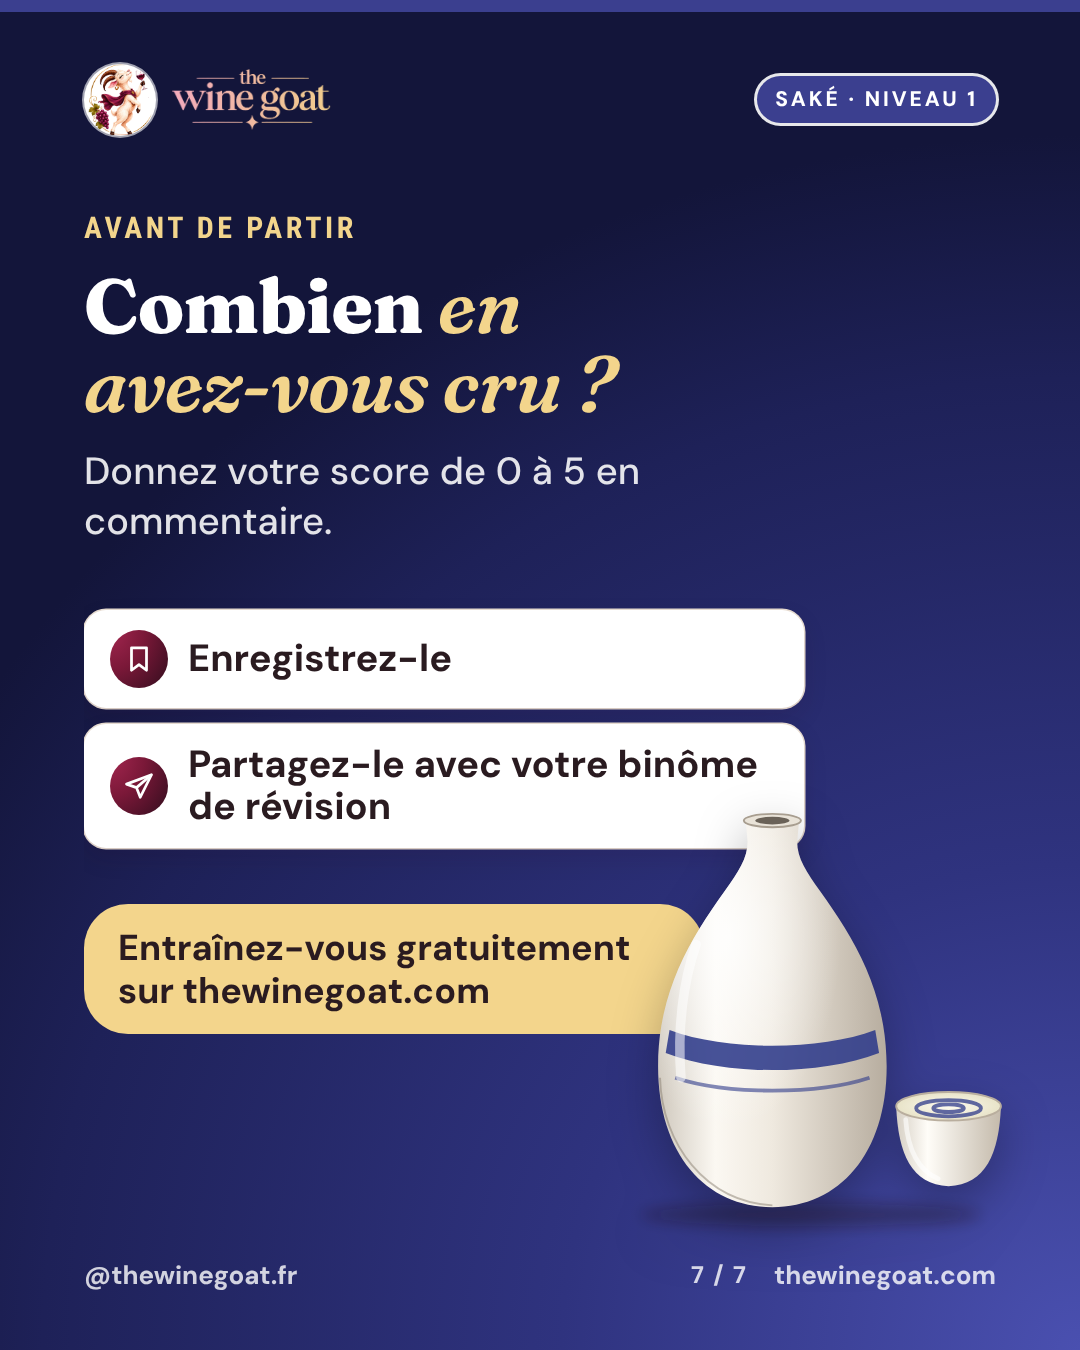 the
wine goat
SAKÉ · NIVEAU 1
AVANT DE PARTIR
Combien en
avez-vous cru ?
Donnez votre score de 0 à 5 en
commentaire.
Enregistrez-le
Partagez-le avec votre binôme
de révision
Entraînez-vous gratuitement
sur thewinegoat.com
@thewinegoat.fr
7 / 7
thewinegoat.com